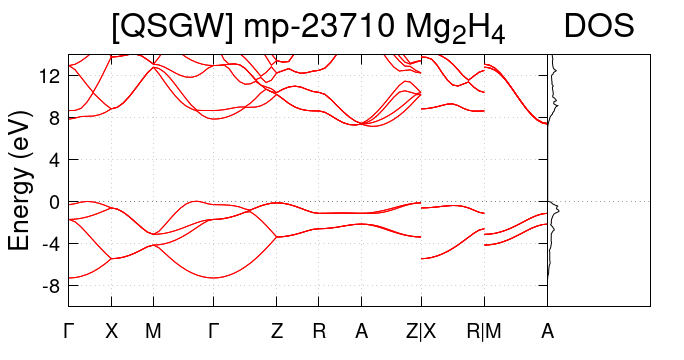 [QSGW] mp-23710 Mg₂H₄ DOS
Energy (eV)
12
8
4
0
-4
-8
Γ X M Γ Z R A Z|X R|M A